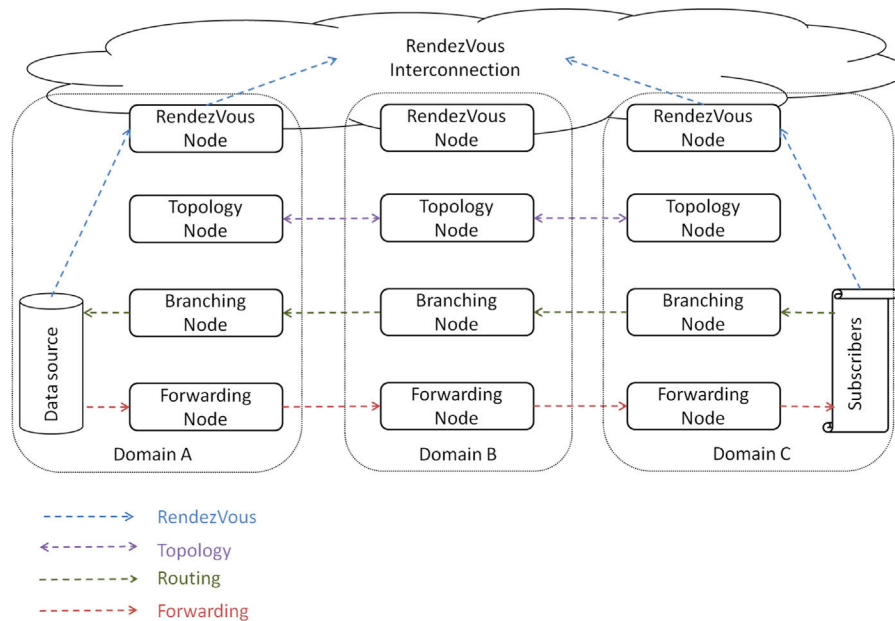 RendezVous
Interconnection
RendezVous
Node
RendezVous
Node
RendezVous
Node
Topology
Node
Topology
Node
Topology
Node
Branching
Node
Branching
Node
Branching
Node
Data source
Subscribers
Forwarding
Node
Forwarding
Node
Forwarding
Node
Domain A
Domain B
Domain C
RendezVous
Topology
Routing
Forwarding